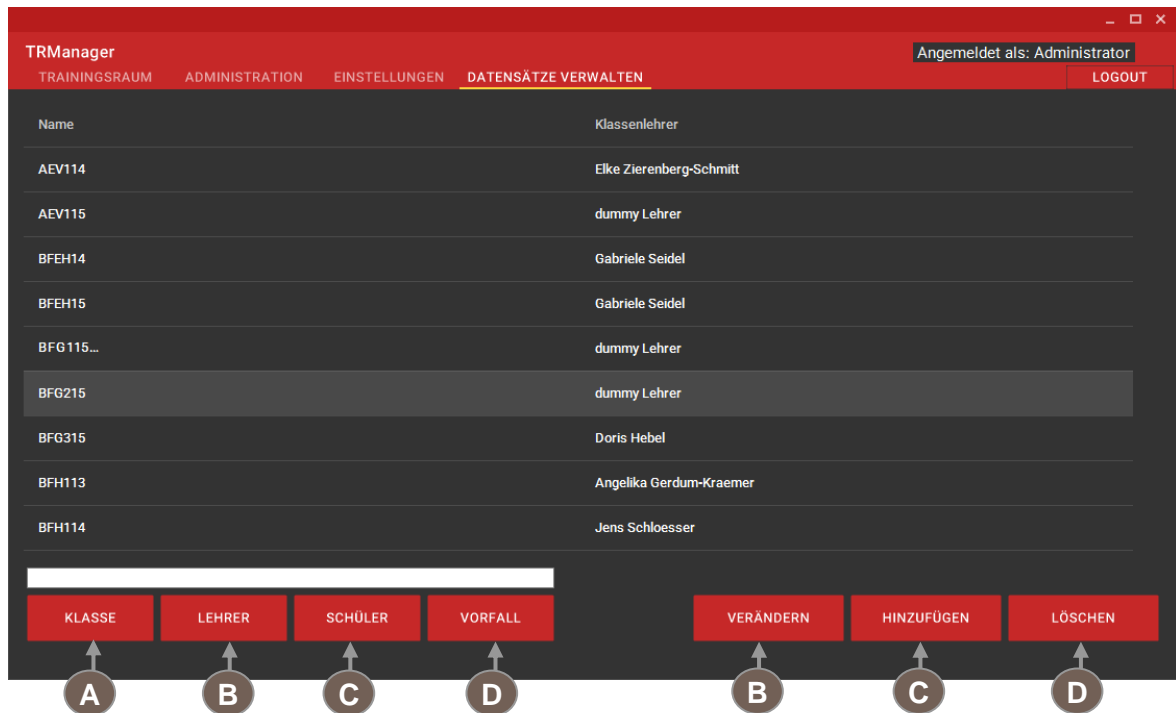 TRManager
Angemeldet als: Administrator
TRAININGSRAUM ADMINISTRATION EINSTELLUNGEN DATENSÄTZE VERWALTEN LOGOUT
Name Klassenlehrer
AEV114 Elke Zierenberg-Schmitt
AEV115 dummy Lehrer
BFEH14 Gabriele Seidel
BFEH15 Gabriele Seidel
BFG115... dummy Lehrer
BFG215 dummy Lehrer
BFG315 Doris Hebel
BFH113 Angelika Gerdum-Kraemer
BFH114 Jens Schloesser
KLASSE LEHRER SCHÜLER VORFALL VERÄNDERN HINZUFÜGEN LÖSCHEN
A B C D B C D